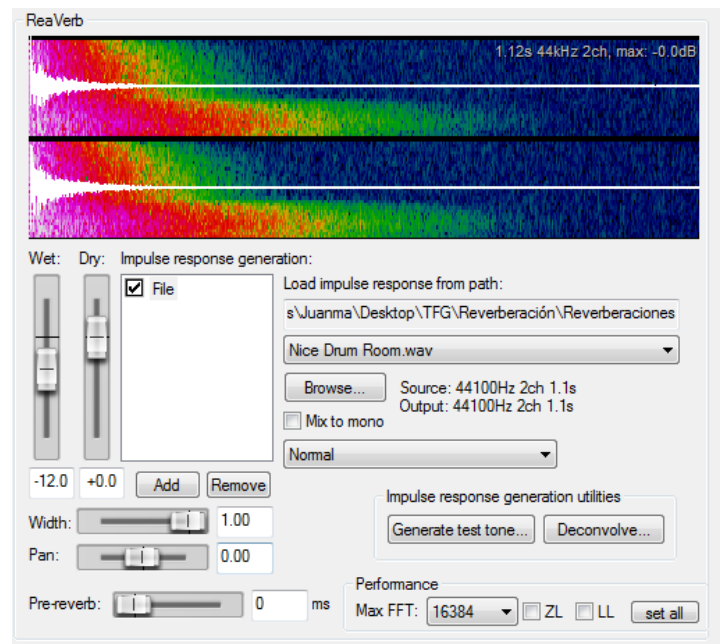 ReaVerb
1.12s 44kHz 2ch, max: -0.0dB
Wet: Dry: Impulse response generation:
File
Load impulse response from path:
s\Juanma\Desktop\TFG\Reverberación\Reverberaciones
Nice Drum Room.wav
Browse...
Source: 44100Hz 2ch 1.1s
Output: 44100Hz 2ch 1.1s
Mix to mono
Normal
-12.0 +0.0 Add Remove
Impulse response generation utilities
Generate test tone... Deconvolve...
Width: 1.00
Pan: 0.00
Pre-reverb: 0 ms
Performance
Max FFT: 16384 ZL LL set all